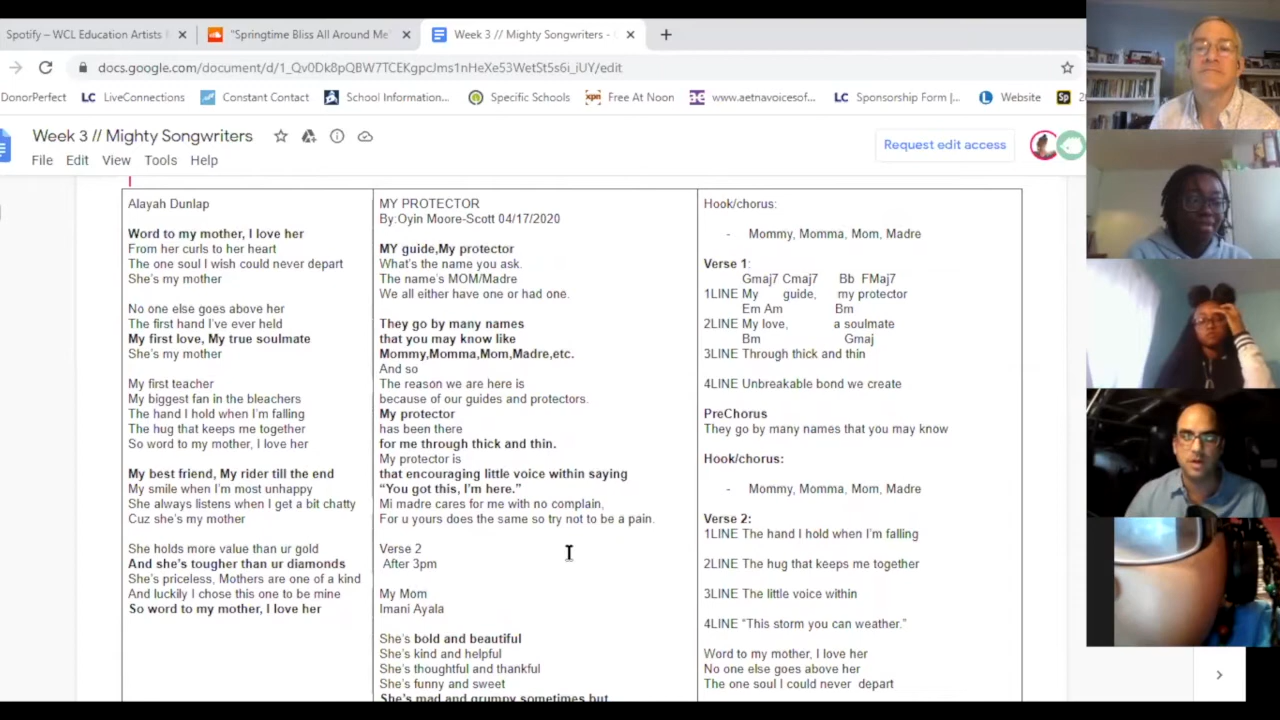 Spotify – WCL Education Artists
"Springtime Bliss All Around Me
Week 3 // Mighty Songwriters -
docs.google.com/document/d/1_Qv0Dk8pQBW7TCEKgpcJms1nHeXe53WetSt5s6i_iUY/edit
DonorPerfect
LC LiveConnections
Constant Contact
School Information...
Specific Schools
xpn Free At Noon
www.aetnavoicesof...
LC Sponsorship Form |...
Website
Sp
Week 3 // Mighty Songwriters
File Edit View Tools Help
Request edit access
Alayah Dunlap
Word to my mother, I love her
From her curls to her heart
The one soul I wish could never depart
She's my mother
No one else goes above her
The first hand I've ever held
My first love, My true soulmate
She's my mother
My first teacher
My biggest fan in the bleachers
The hand I hold when I'm falling
The hug that keeps me together
So word to my mother, I love her
My best friend, My rider till the end
My smile when I'm most unhappy
She always listens when I get a bit chatty
Cuz she's my mother
She holds more value than ur gold
And she's tougher than ur diamonds
She's priceless, Mothers are one of a kind
And luckily I chose this one to be mine
So word to my mother, I love her
MY PROTECTOR
By:Oyin Moore-Scott 04/17/2020
MY guide,My protector
What's the name you ask.
The name's MOM/Madre
We all either have one or had one.
They go by many names
that you may know like
Mommy,Momma,Mom,Madre,etc.
And so
The reason we are here is
because of our guides and protectors.
My protector
has been there
for me through thick and thin.
My protector is
that encouraging little voice within saying
“You got this, I'm here.”
Mi madre cares for me with no complain,
For u yours does the same so try not to be a pain.
Verse 2
After 3pm
My Mom
Imani Ayala
She's bold and beautiful
She's kind and helpful
She's thoughtful and thankful
She's funny and sweet
She's mad and grumpy sometimes but
Hook/chorus:
- Mommy, Momma, Mom, Madre
Verse 1:
Gmaj7 Cmaj7 Bb FMaj7
1LINE My guide, my protector
Em Am Bm
2LINE My love, a soulmate
Bm Gmaj
3LINE Through thick and thin
4LINE Unbreakable bond we create
PreChorus
They go by many names that you may know
Hook/chorus:
- Mommy, Momma, Mom, Madre
Verse 2:
1LINE The hand I hold when I'm falling
2LINE The hug that keeps me together
3LINE The little voice within
4LINE “This storm you can weather.”
Word to my mother, I love her
No one else goes above her
The one soul I could never depart